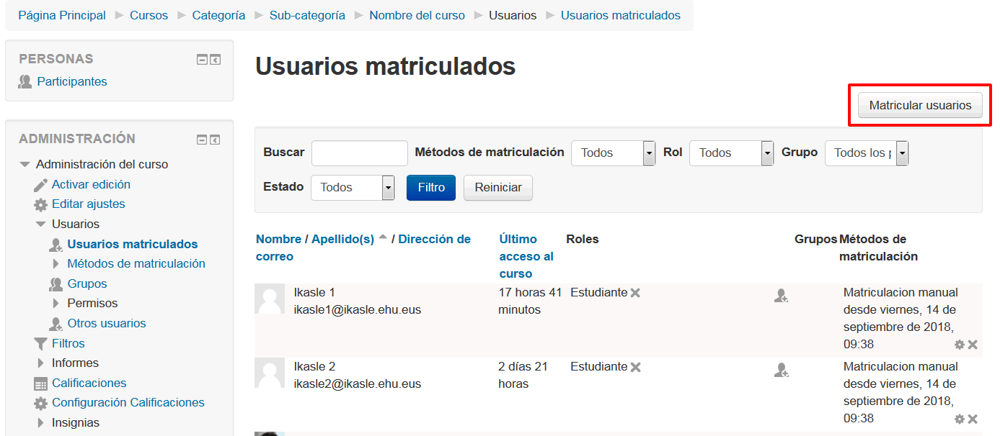 Página Principal Cursos Categoría Sub-categoría Nombre del curso Usuarios Usuarios matriculados
PERSONAS
Participantes
ADMINISTRACIÓN
Administración del curso
Activar edición
Editar ajustes
Usuarios
Usuarios matriculados
Métodos de matriculación
Grupos
Permisos
Otros usuarios
Filtros
Informes
Calificaciones
Configuración Calificaciones
Insignias
Usuarios matriculados
Matricular usuarios
Buscar Métodos de matriculación Todos Rol Todos Grupo Todos los
Estado Todos Filtro Reiniciar
Nombre / Apellido(s) / Dirección de correo
Último
acceso al
curso
Roles
Grupos
Métodos de
matriculación
Ikasle 1
ikasle1@ikasle.ehu.eus
17 horas 41
minutos
Estudiante
Matriculacion manual
desde viernes, 14 de
septiembre de 2018,
09:38
Ikasle 2
ikasle2@ikasle.ehu.eus
2 días 21
horas
Estudiante
Matriculacion manual
desde viernes, 14 de
septiembre de 2018,
09:38